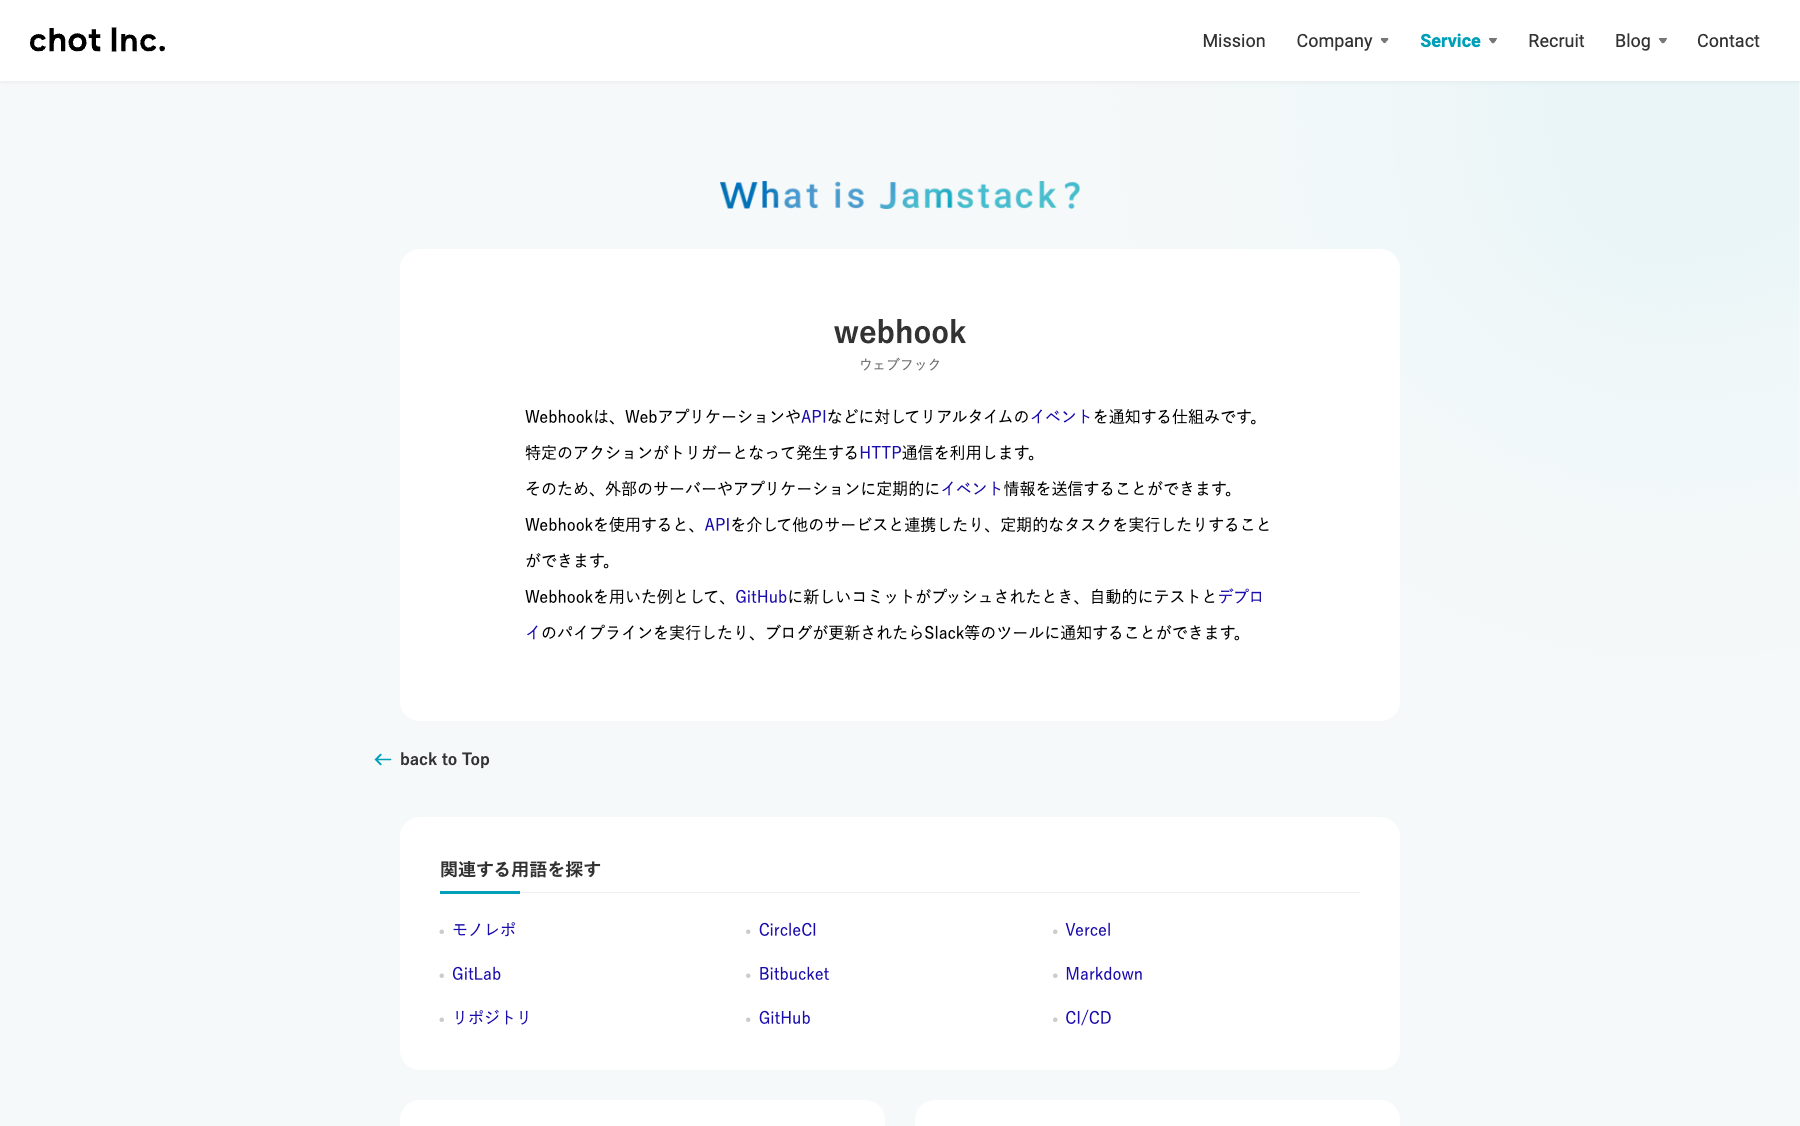 chot Inc.
Mission Company Service Recruit Blog Contact
What is Jamstack?
webhook
ウェブフック
Webhookは、WebアプリケーションやAPIなどに対してリアルタイムのイベントを通知する仕組みです。
特定のアクションがトリガーとなって発生するHTTP通信を利用します。
そのため、外部のサーバーやアプリケーションに定期的にイベント情報を送信することができます。
Webhookを使用すると、APIを介して他のサービスと連携したり、定期的なタスクを実行したりすること
ができます。
Webhookを用いた例として、GitHubに新しいコミットがプッシュされたとき、自動的にテストとデプロ
イのパイプラインを実行したり、ブログが更新されたらSlack等のツールに通知することができます。
back to Top
関連する用語を探す
モノレポ CircleCI Vercel
GitLab Bitbucket Markdown
リポジトリ GitHub CI/CD